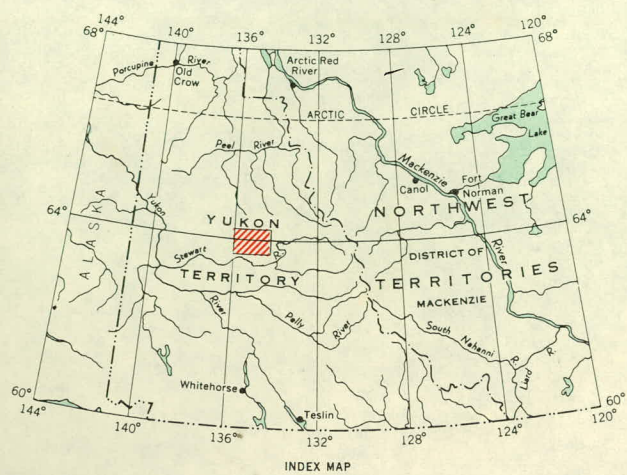 144°
140°
136°
132°
128°
124°
120°
68°
68°
Porcupine River
Old Crow
Arctic Red River
ARCTIC CIRCLE
Great Bear Lake
Peel River
Mackenzie River
Canol
Fort Norman
Yukon
64°
64°
ALASKA
YUKON TERRITORY
NORTHWEST TERRITORIES
DISTRICT OF MACKENZIE
Stewart R.
River
Pelly River
South Nahanni R.
Liard R.
Whitehorse
Teslin
60°
60°
144°
140°
136°
132°
128°
124°
120°
INDEX MAP